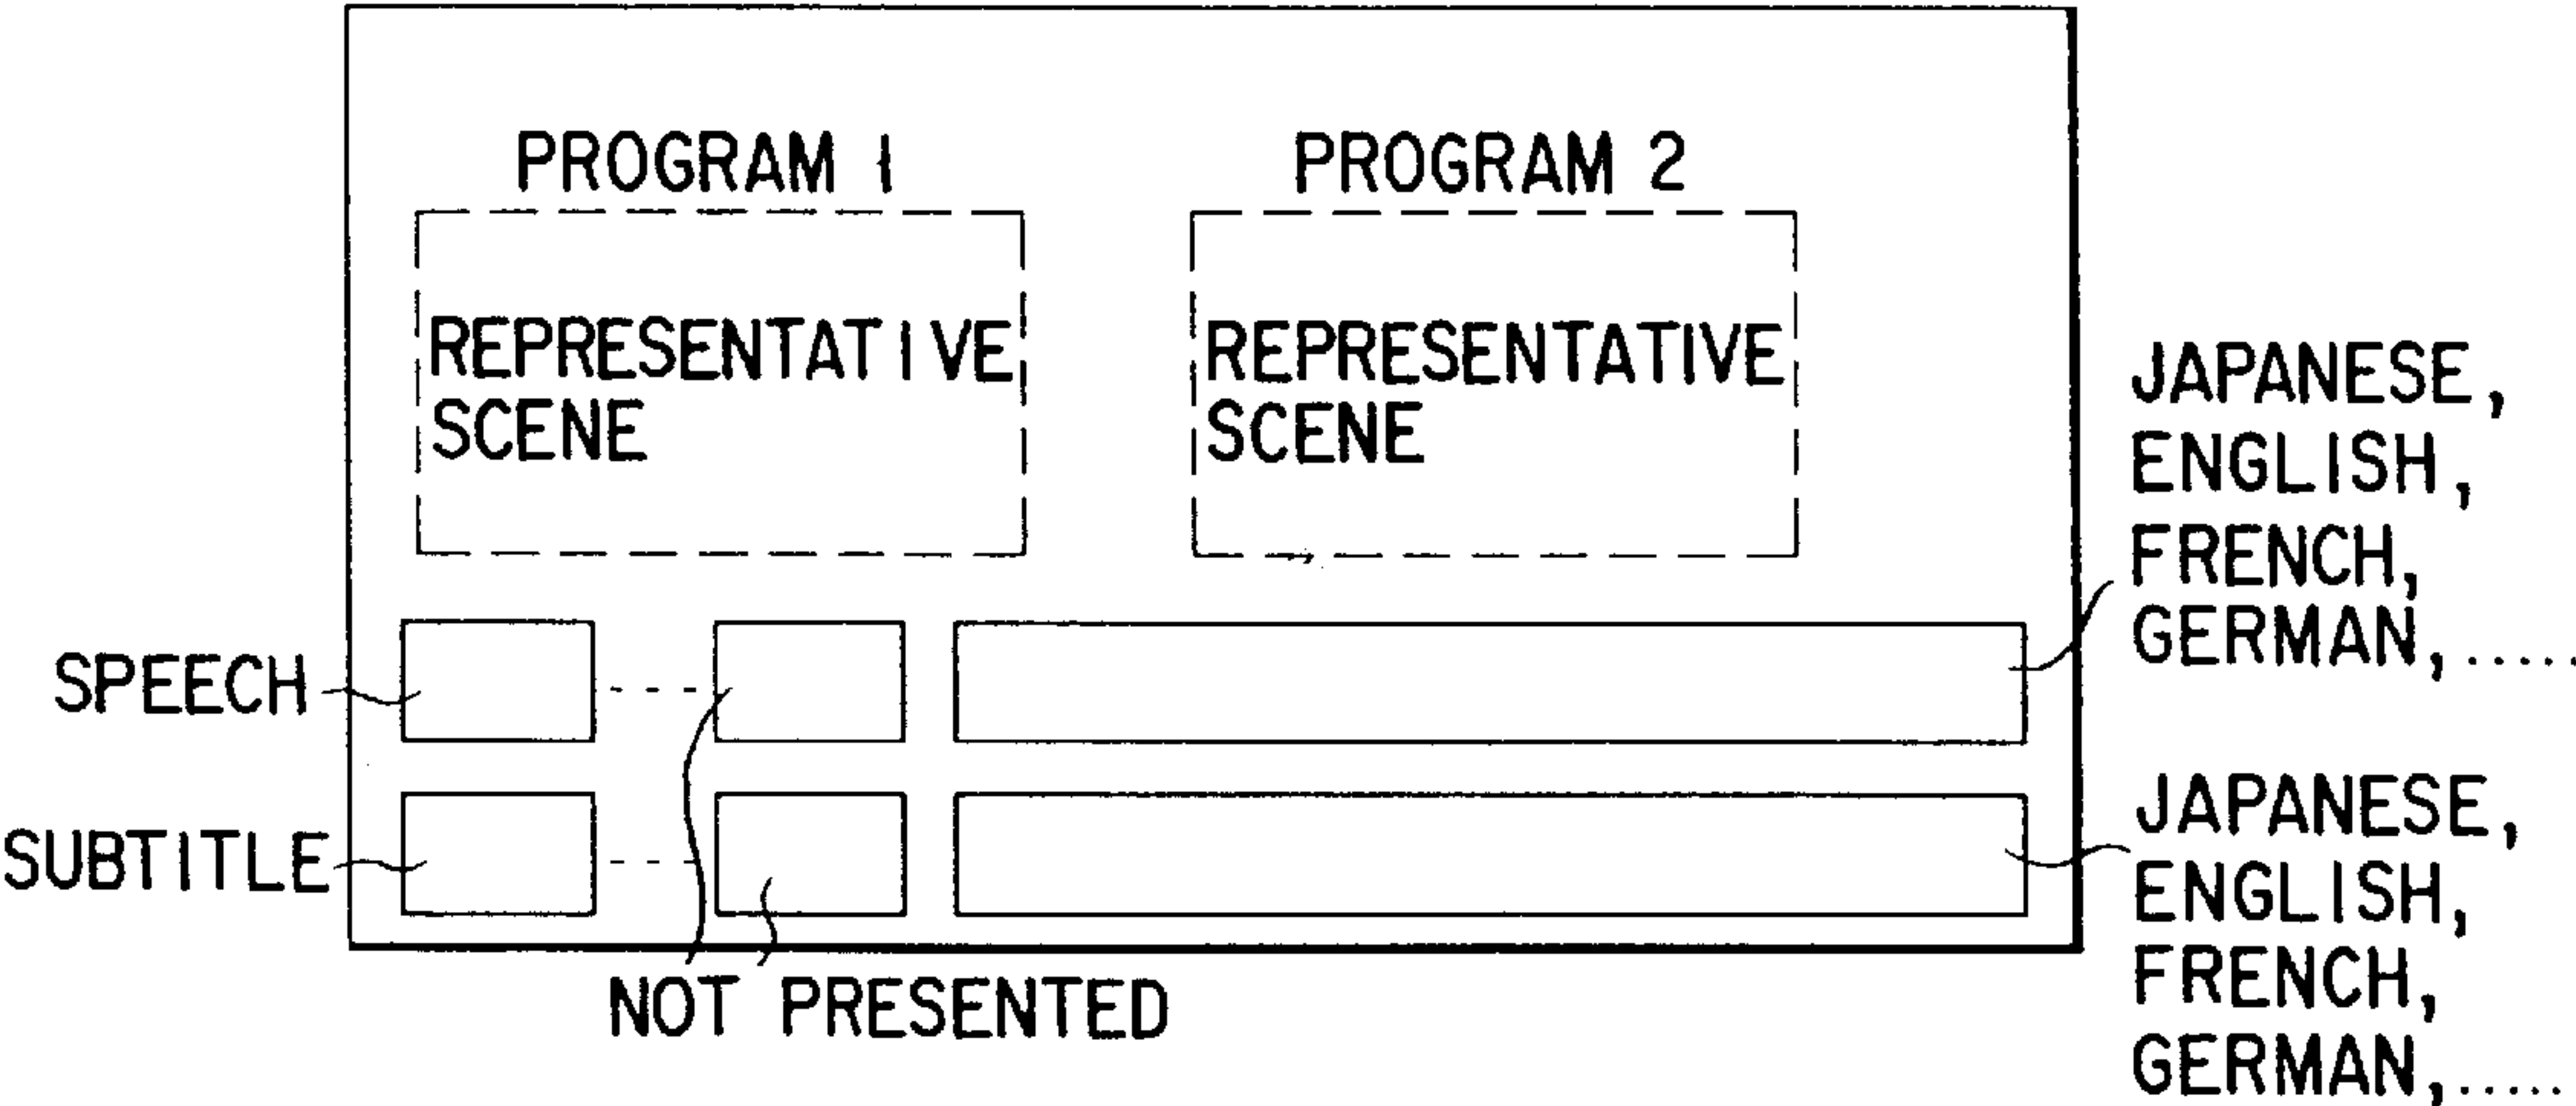 PROGRAM 1
PROGRAM 2
REPRESENTATIVE
SCENE
REPRESENTATIVE
SCENE
JAPANESE,
ENGLISH,
FRENCH,
GERMAN, .....
SPEECH
SUBTITLE
JAPANESE,
ENGLISH,
FRENCH,
GERMAN, .....
NOT PRESENTED